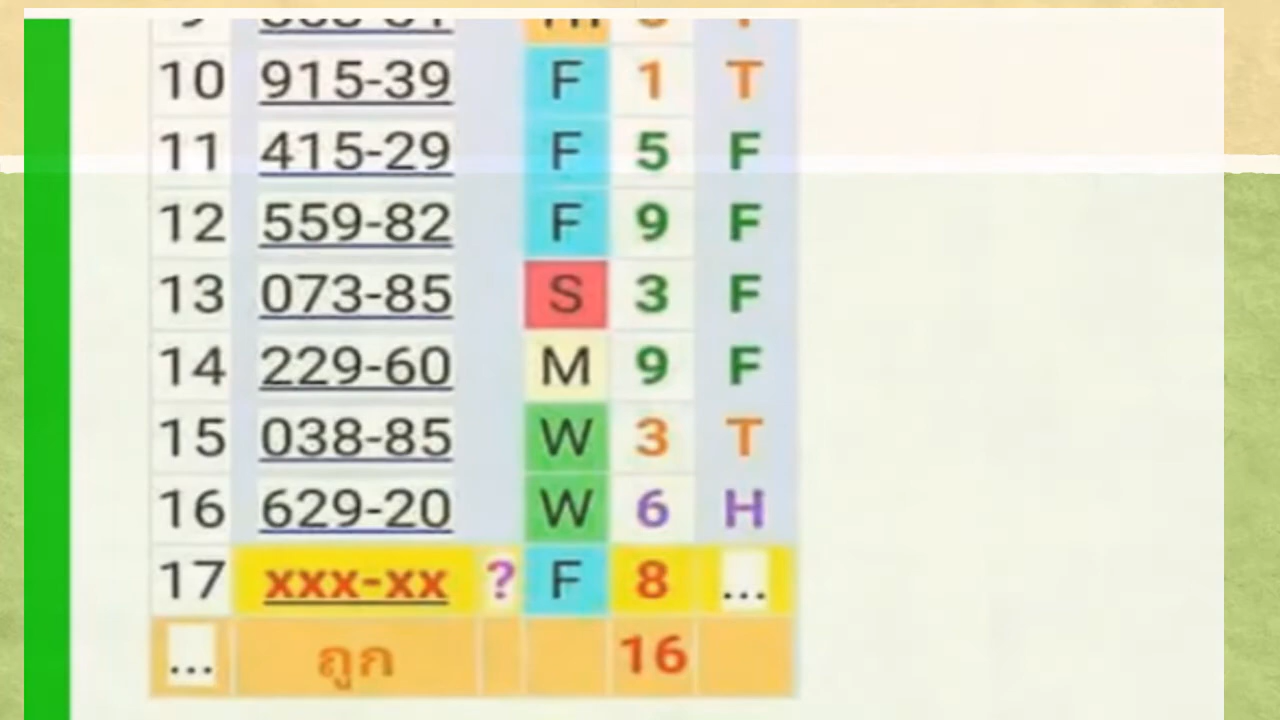 10 915-39 F 1 T
11 415-29 F 5 F
12 559-82 F 9 F
13 073-85 S 3 F
14 229-60 M 9 F
15 038-85 W 3 T
16 629-20 W 6 H
17 xxx-xx ? F 8 ...
... ถูก 16